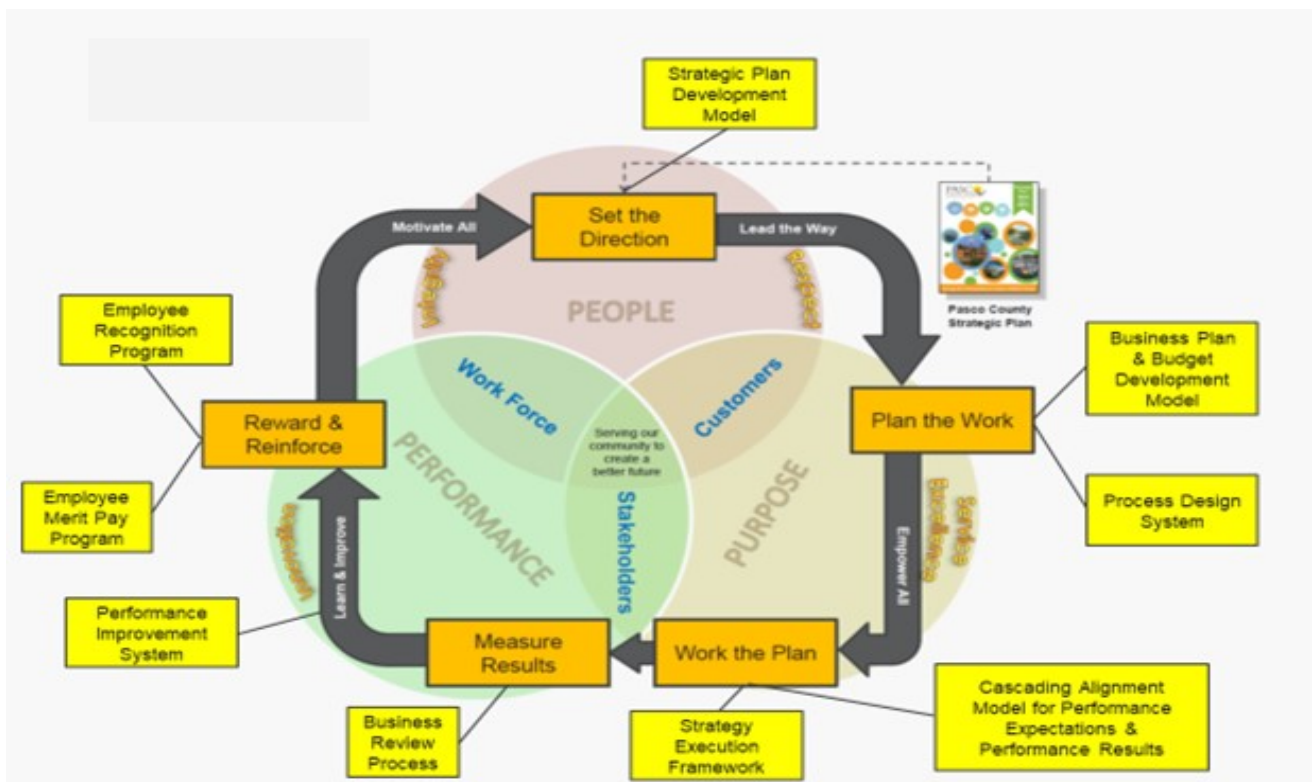 Strategic Plan
Development
Model
Set the
Direction
Motivate All
Lead the Way
PASCO
Pasco County
Strategic Plan
Integrity
Respect
PEOPLE
Employee
Recognition
Program
Business Plan
& Budget
Development
Model
Work Force
Customers
Reward &
Reinforce
Plan the Work
Serving our
community to
create a
better future
PERFORMANCE
PURPOSE
Stakeholders
Employee
Merit Pay
Program
Process Design
System
Innovation
Service
Excellence
Learn & Improve
Empower All
Performance
Improvement
System
Measure
Results
Work the Plan
Business
Review
Process
Strategy
Execution
Framework
Cascading Alignment
Model for Performance
Expectations &
Performance Results